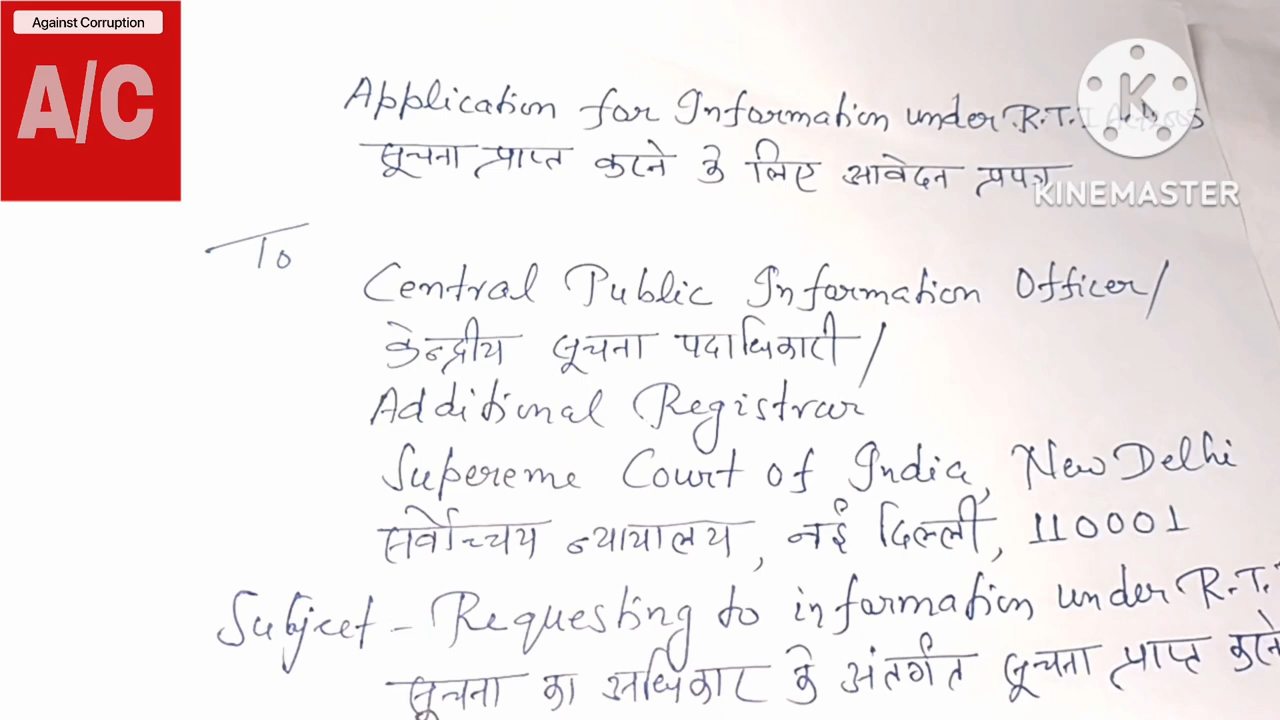 Against Corruption
A/C
Application for Information under R.T.I
सूचना प्राप्त करने के लिए आवेदन प्रपत्र
KINEMASTER
To
Central Public Information Officer/
केन्द्रीय सूचना पदाधिकारी/
Additional Registrar
Supereme Court of India, New Delhi
सर्वोच्चय न्यायालय, नई दिल्ली, 110001
Subject - Requesting to information under R.T.I
सूचना का अधिकार के अंतर्गत सूचना प्राप्त करने